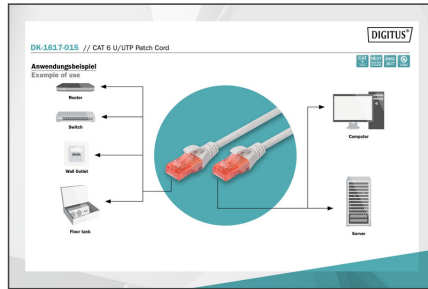 DIGITUS®
DK-1617-015 // CAT 6 U/UTP Patch Cord
Anwendungsbeispiel
Example of use
CAT
Router
Switch
Wall Outlet
Floor tank
Computer
Server